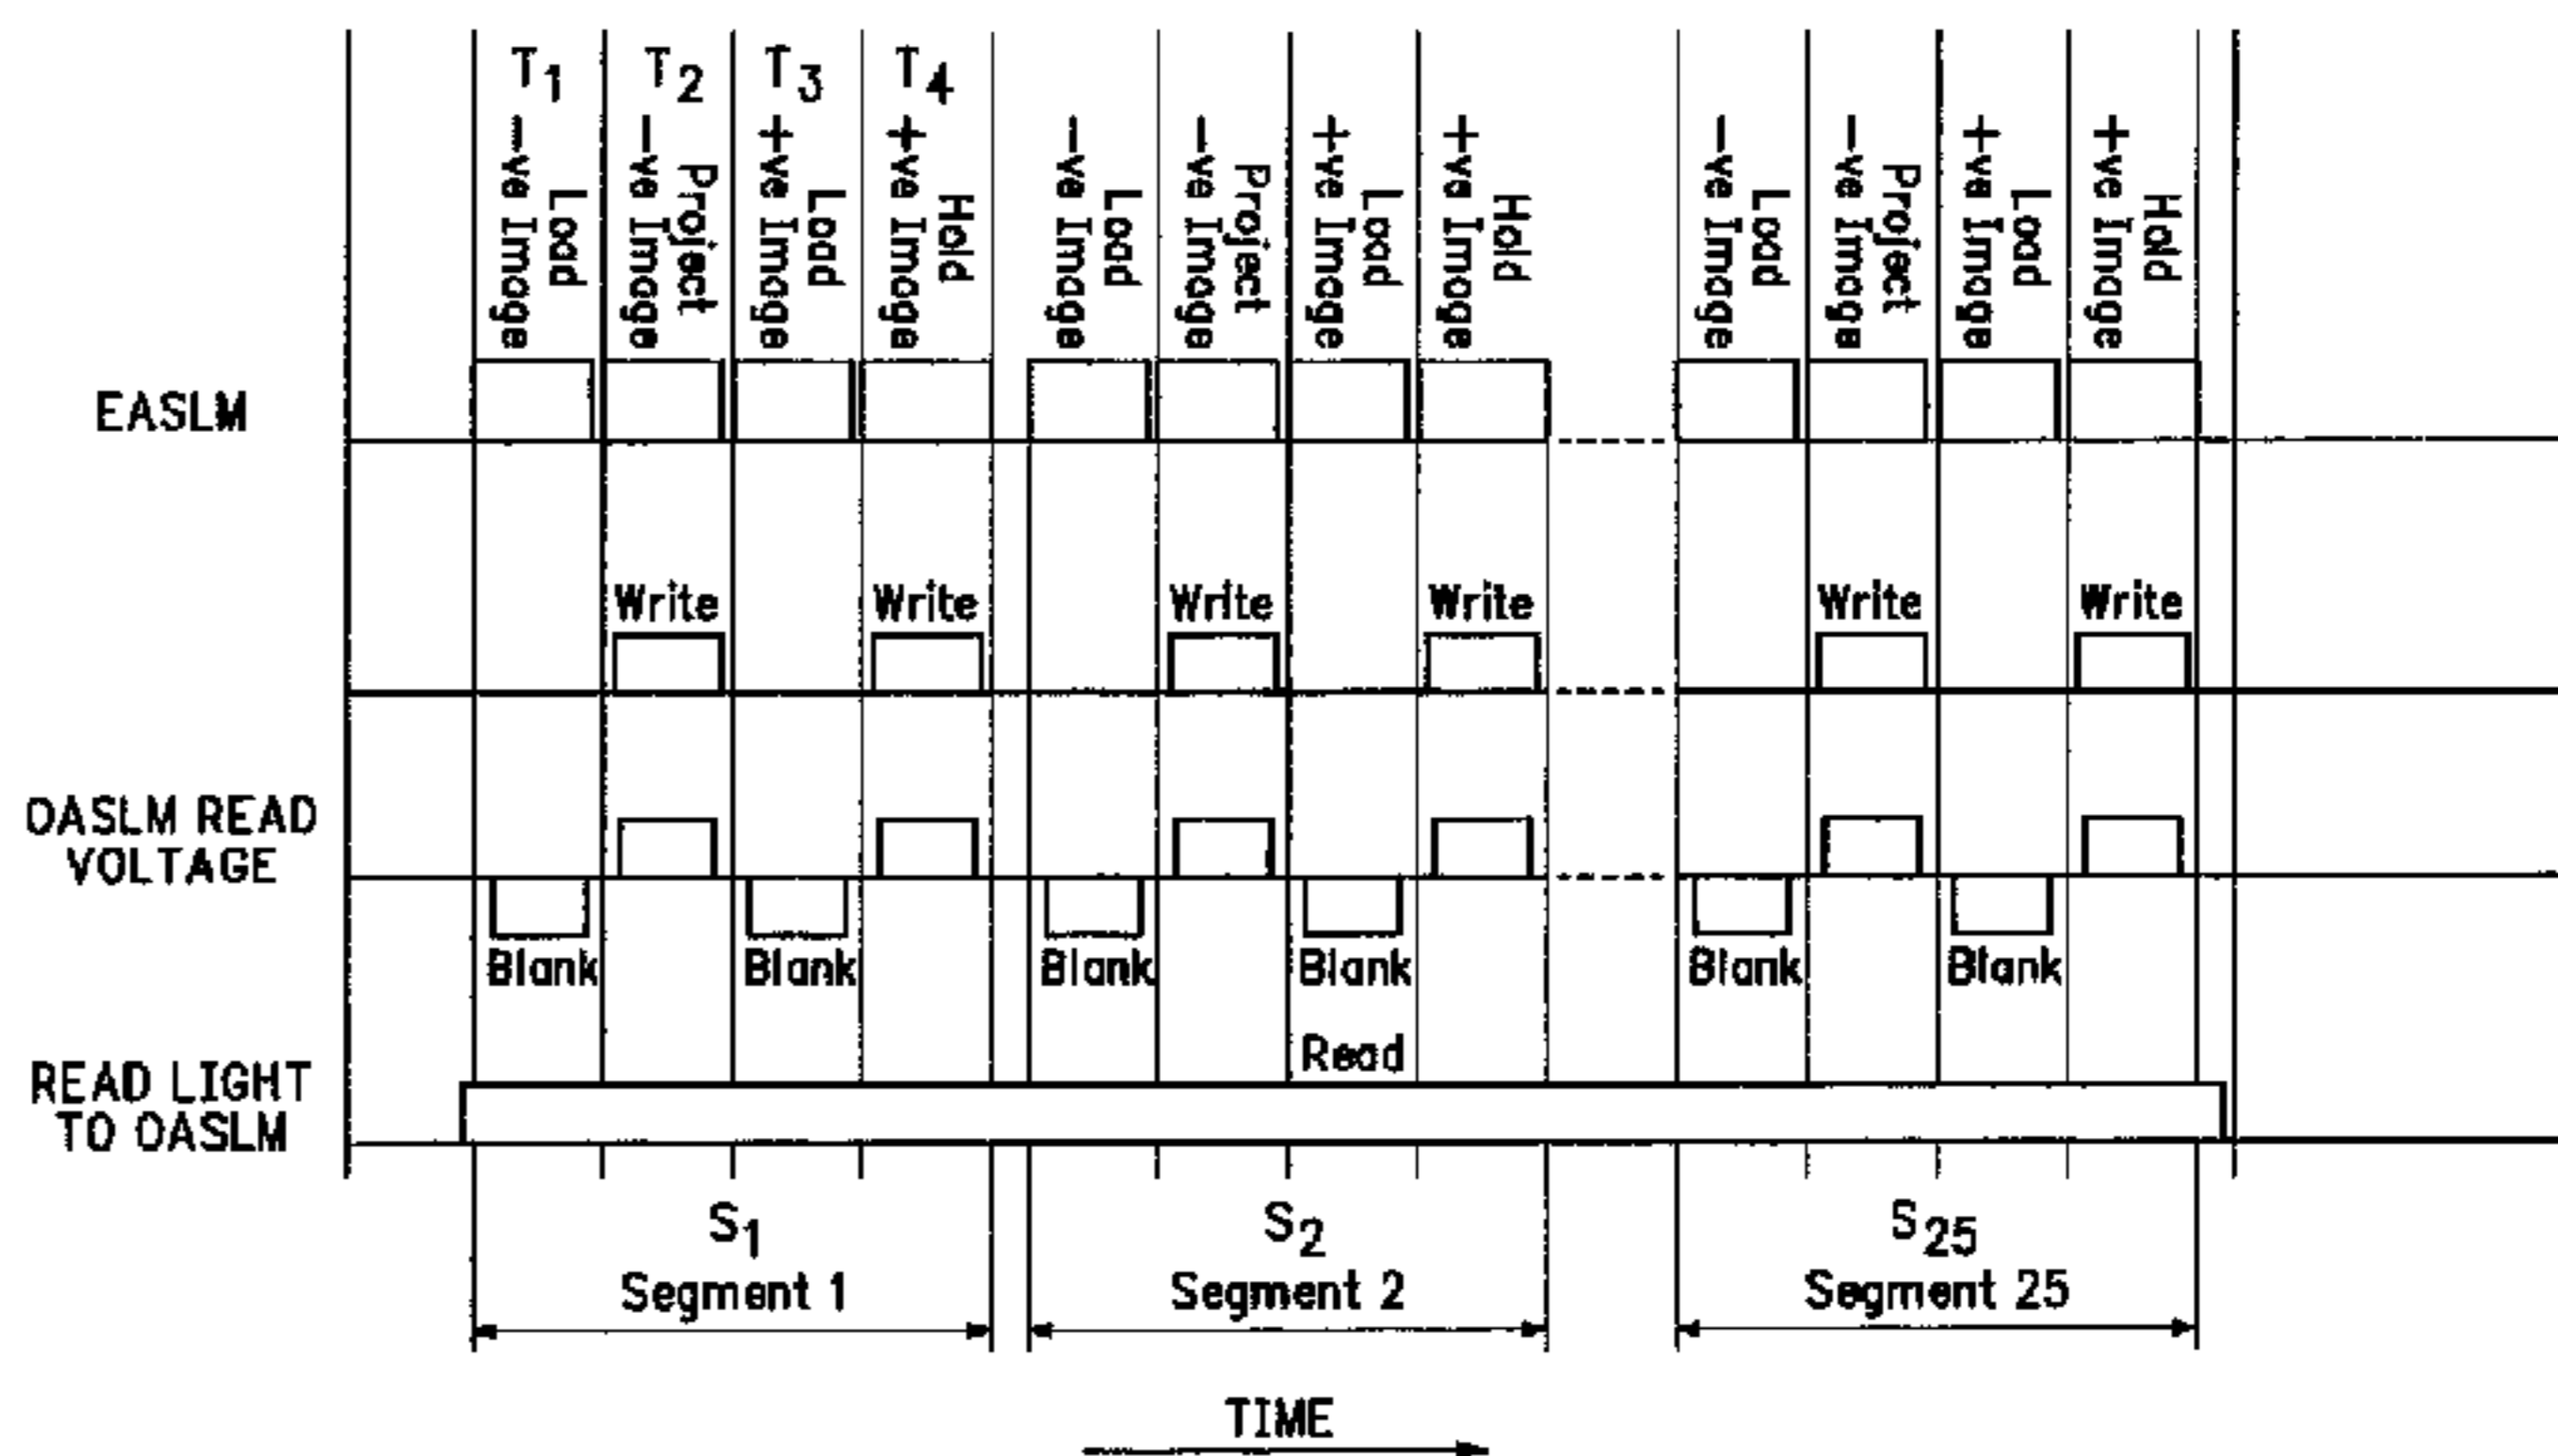 T1 T2 T3 T4
Load
-ve Image
Project
-ve Image
Load
+ve Image
Hold
+ve Image
Load
-ve Image
Project
-ve Image
Load
+ve Image
Hold
+ve Image
Load
-ve Image
Project
-ve Image
Load
+ve Image
Hold
+ve Image
EASLM
Write Write Write Write Write Write
OASLM READ
VOLTAGE
Blank Blank Blank Blank Blank Blank
Read
READ LIGHT
TO OASLM
S1 S2 S25
Segment 1 Segment 2 Segment 25
TIME